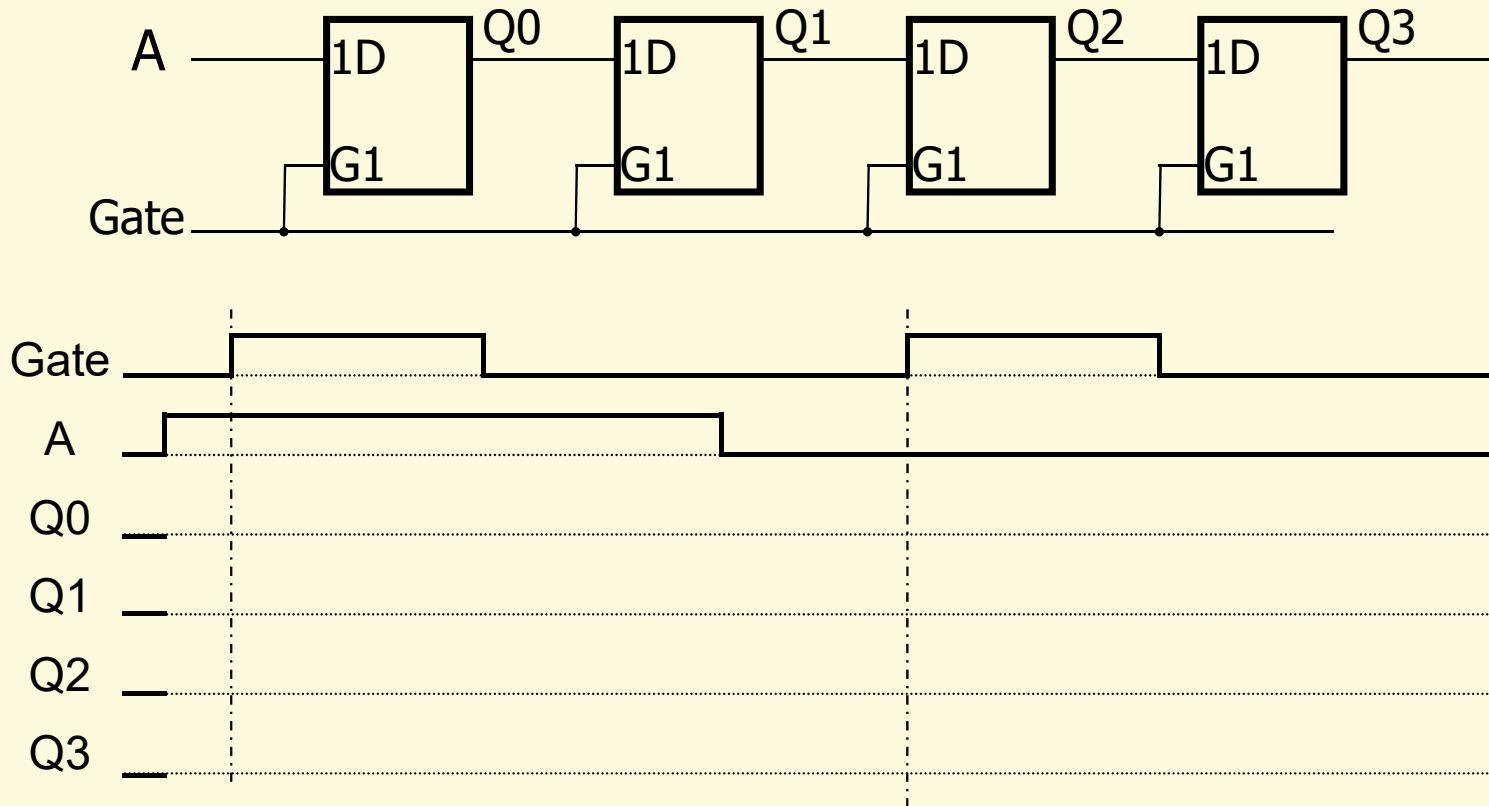 Q0 Q1 Q2 Q3
A 1D 1D 1D 1D
G1 G1 G1 G1
Gate
Gate
A
Q0
Q1
Q2
Q3